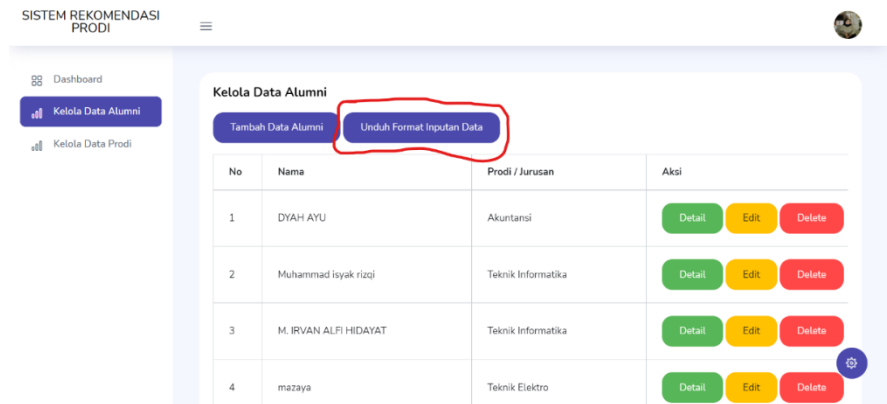 SISTEM REKOMENDASI
PRODI
Dashboard
Kelola Data Alumni
Kelola Data Prodi
Kelola Data Alumni
Tambah Data Alumni Unduh Format Inputan Data
No Nama Prodi / Jurusan Aksi
1 DYAH AYU Akuntansi Detail Edit Delete
2 Muhammad isyak rizqi Teknik Informatika Detail Edit Delete
3 M. IRVAN ALFI HIDAYAT Teknik Informatika Detail Edit Delete
4 mazaya Teknik Elektro Detail Edit Delete